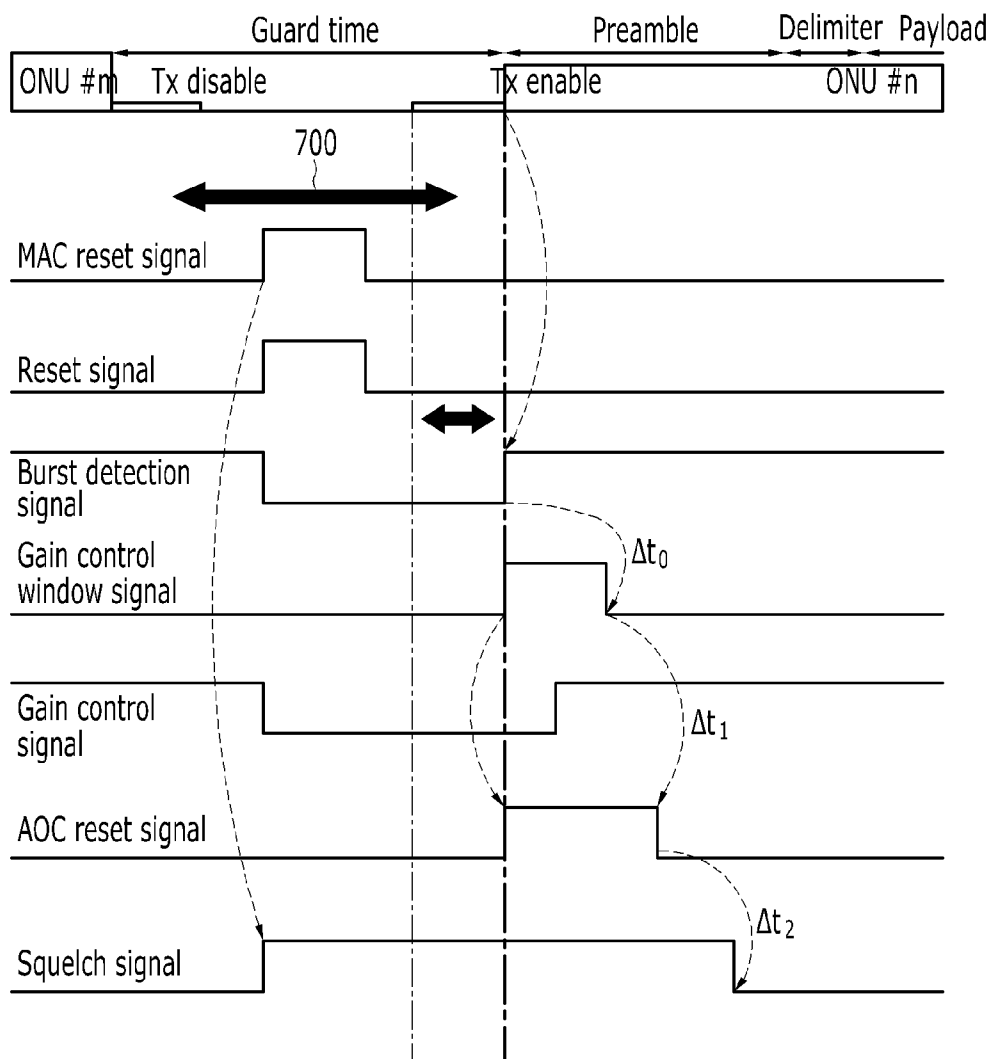 Guard time
Preamble
Delimiter
Payload
ONU #m
Tx disable
Tx enable
ONU #n
700
MAC reset signal
Reset signal
Burst detection
signal
Gain control
window signal
Δt0
Gain control
signal
Δt1
AOC reset signal
Δt2
Squelch signal